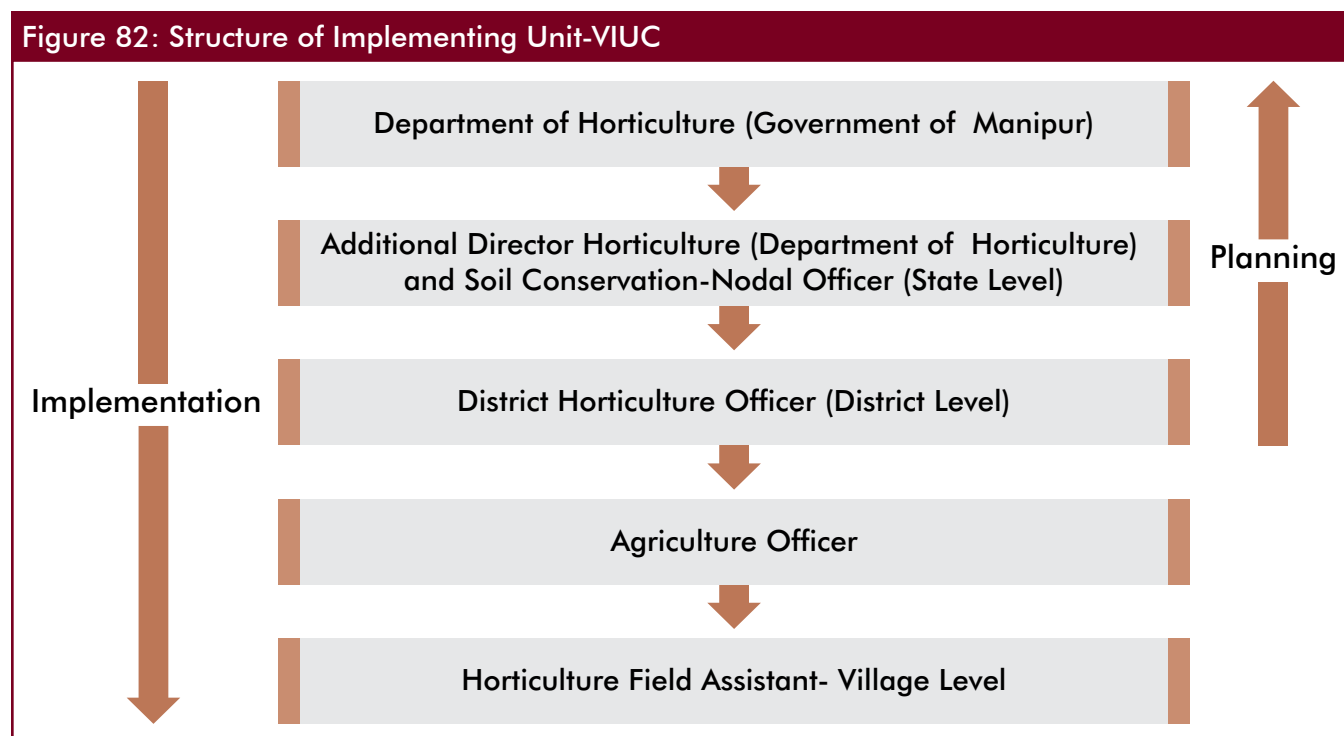 Figure 82: Structure of Implementing Unit-VIUC
Department of Horticulture (Government of Manipur)
Additional Director Horticulture (Department of Horticulture)
and Soil Conservation-Nodal Officer (State Level)
Planning
Implementation
District Horticulture Officer (District Level)
Agriculture Officer
Horticulture Field Assistant- Village Level